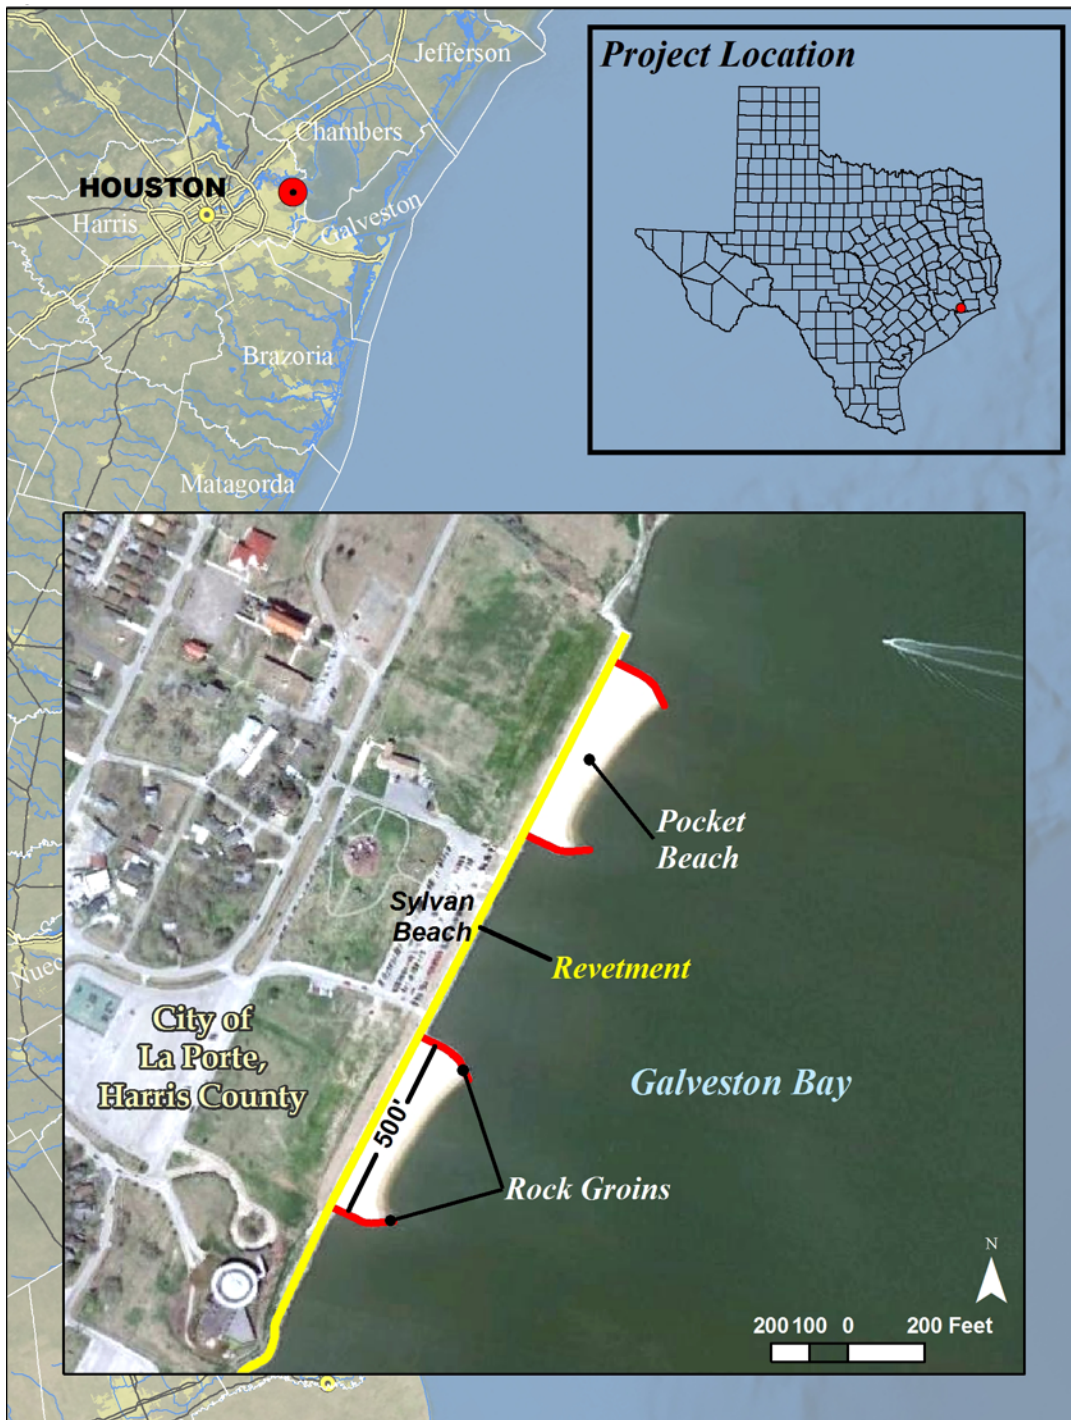 Jefferson
Chambers
HOUSTON
Harris
Galveston
Brazoria
Matagorda
Project Location
Pocket
Beach
Sylvan
Beach
Revetment
City of
La Porte,
Harris County
Galveston Bay
500'
Rock Groins
N
200 100 0 200 Feet